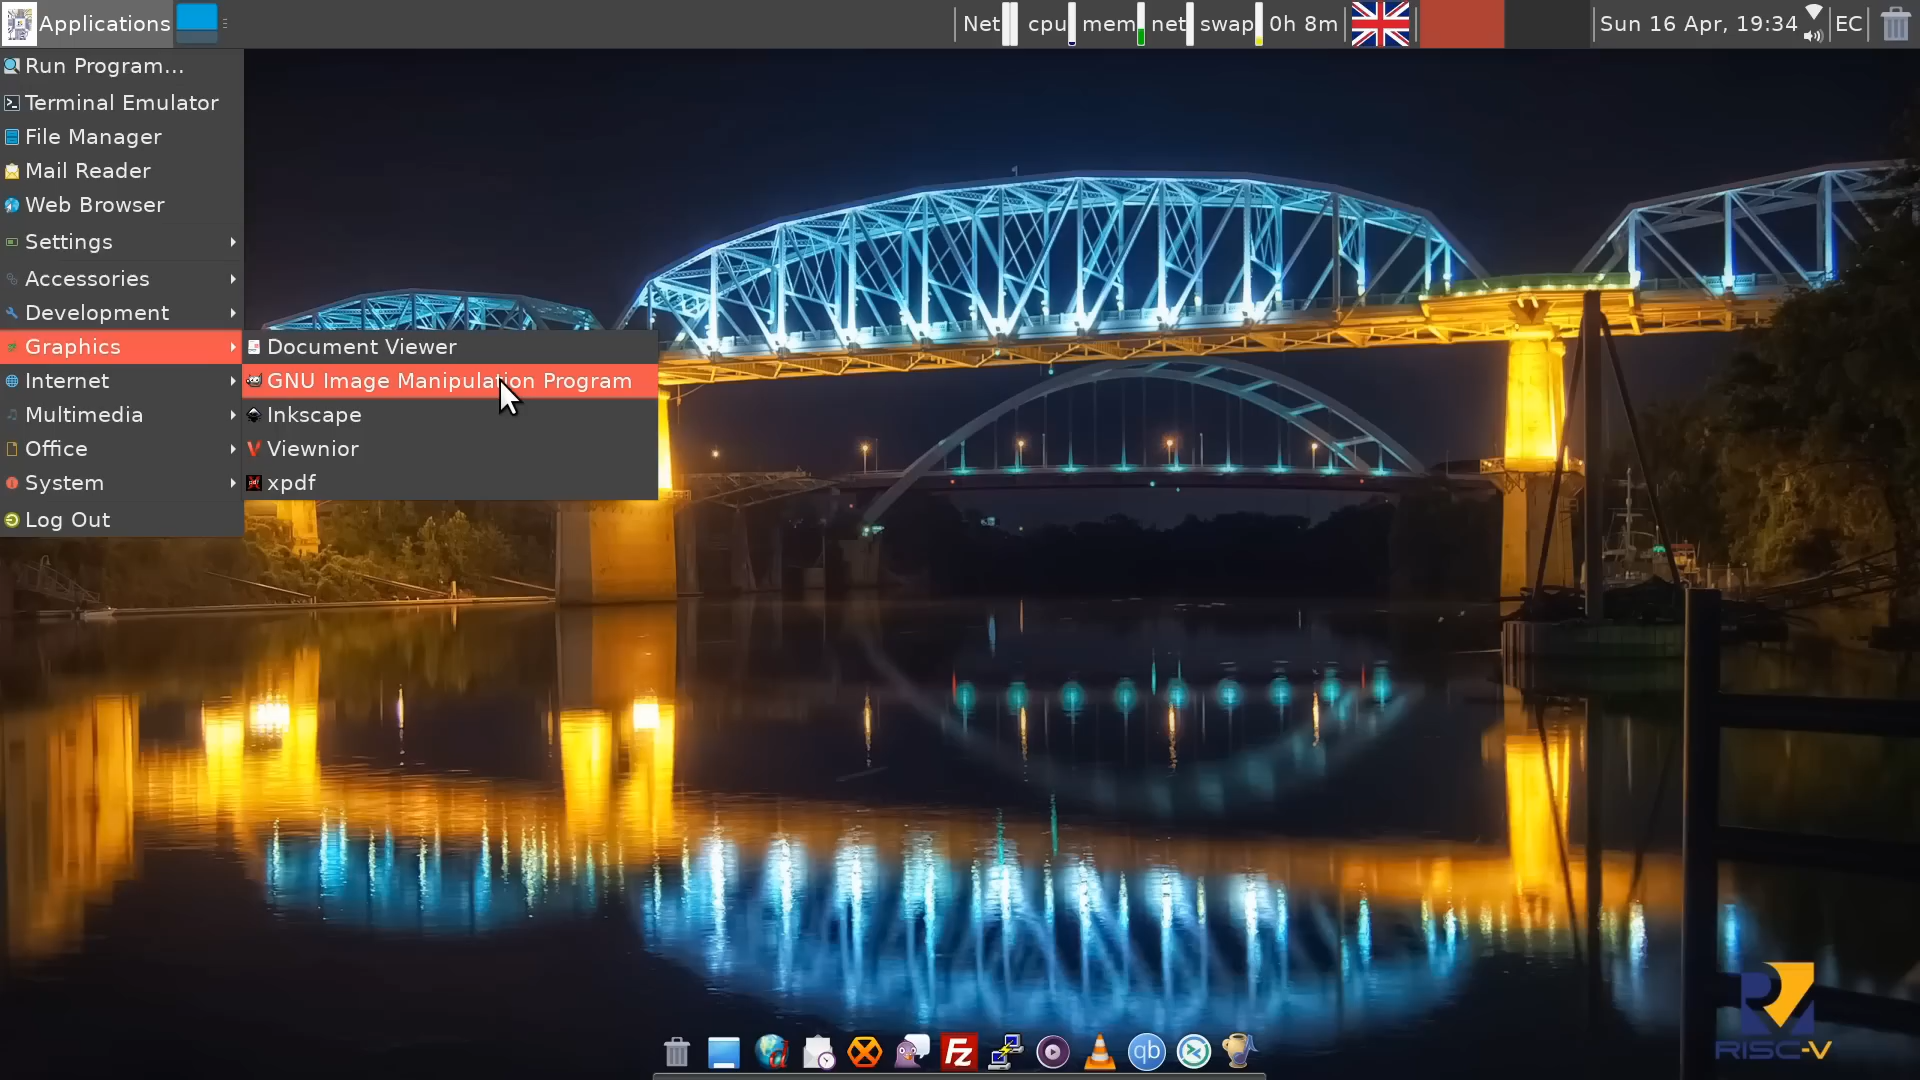 Applications
Net cpu mem net swap 0h 8m
Sun 16 Apr, 19:34
EC
Run Program...
Terminal Emulator
File Manager
Mail Reader
Web Browser
Settings
Accessories
Development
Graphics
Internet
Multimedia
Office
System
Log Out
Document Viewer
GNU Image Manipulation Program
Inkscape
Viewnior
xpdf
FZ
qb
RISC-V